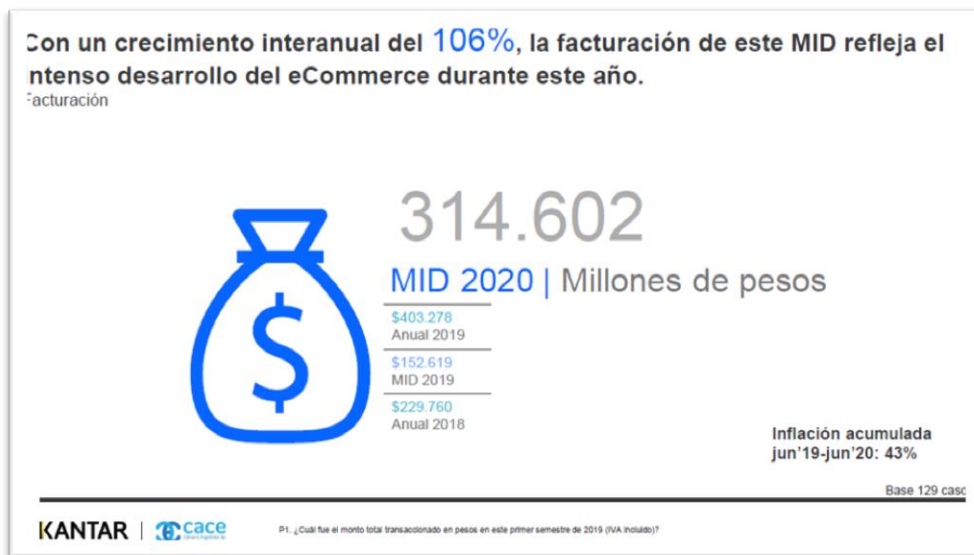 Con un crecimiento interanual del 106%, la facturación de este MID refleja el
ntenso desarrollo del eCommerce durante este año.
Facturación
$
314.602
MID 2020 | Millones de pesos
$403.278
Anual 2019
$152.619
MID 2019
$229.760
Anual 2018
Inflación acumulada
jun'19-jun'20: 43%
Base 129 caso
KANTAR | cace
P1. ¿Cuál fue el monto total transaccionado en pesos en este primer semestre de 2019 (IVA incluido)?